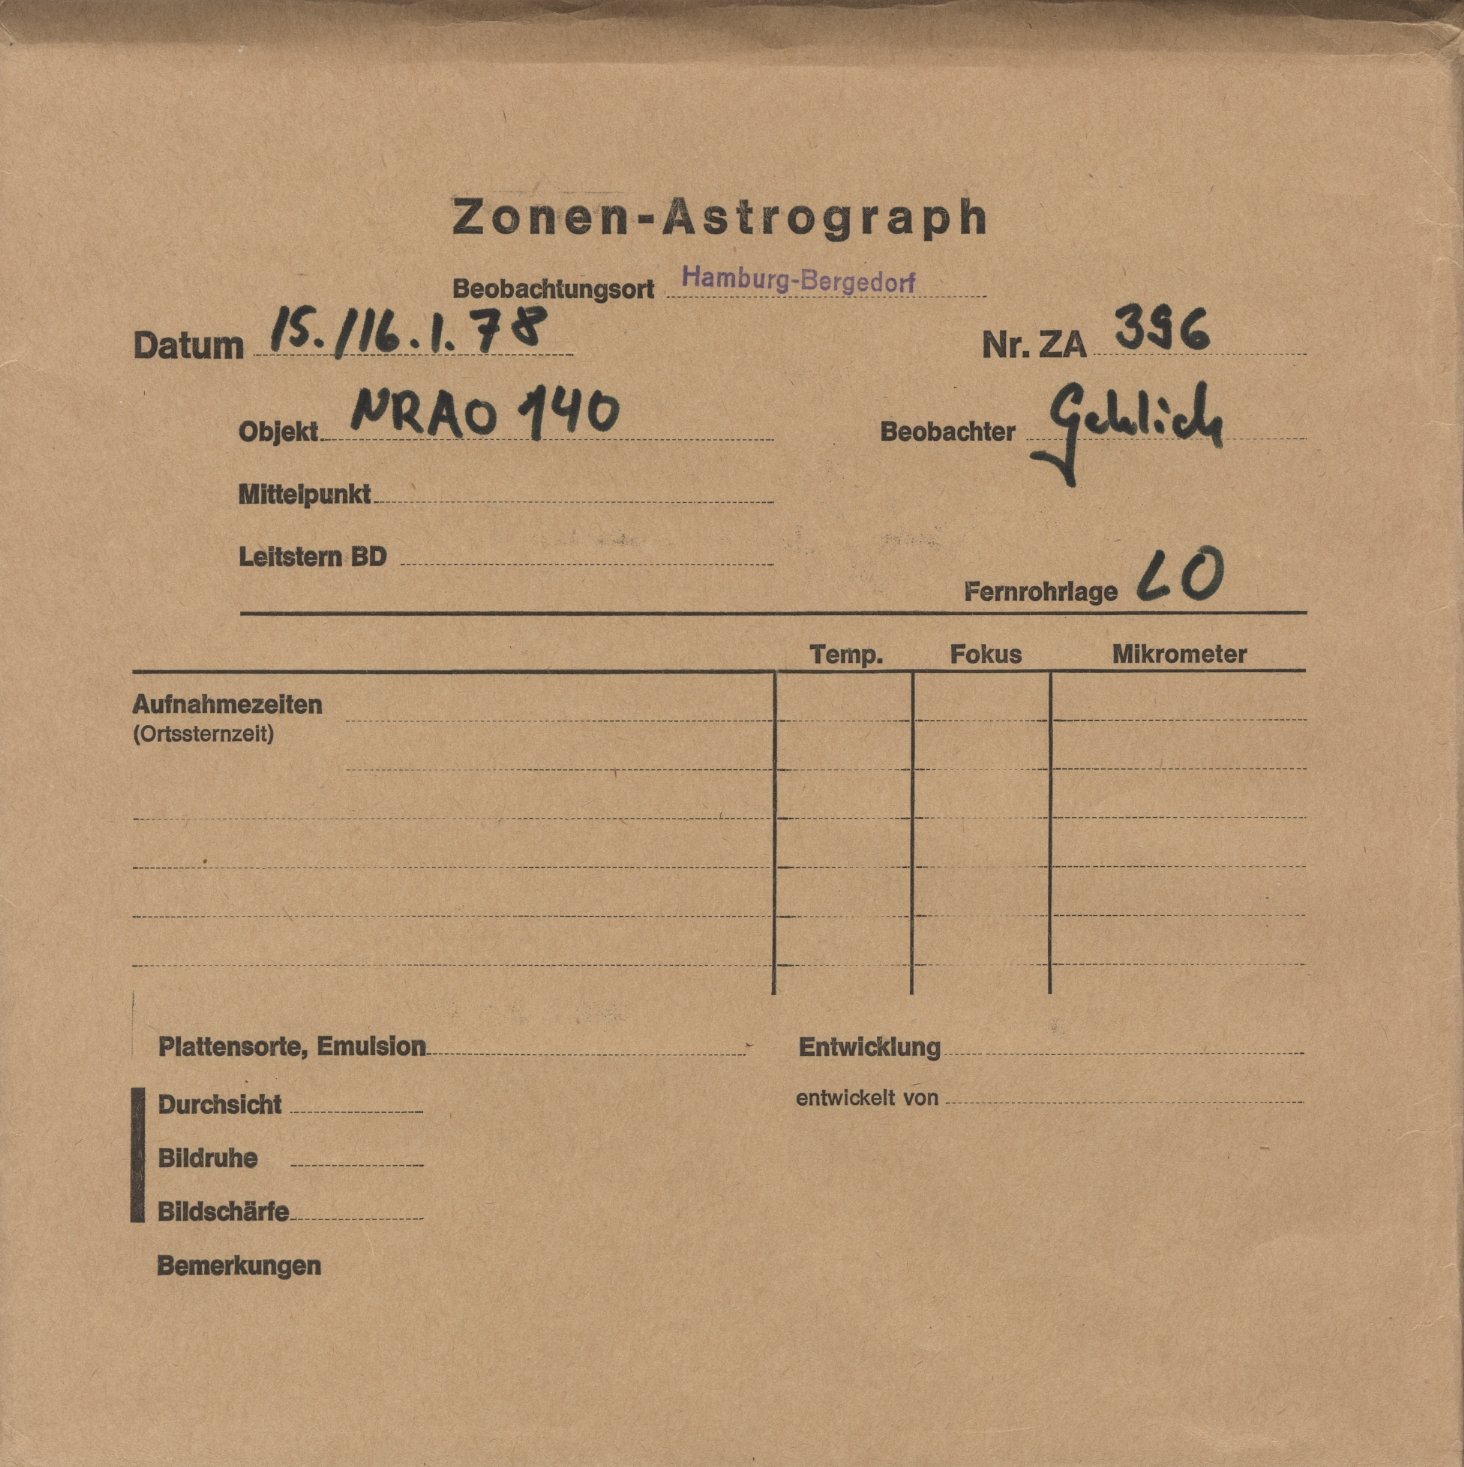 Zonen-Astrograph
Beobachtungsort Hamburg-Bergedorf
Datum 15./16.1.78 Nr. ZA 396
Objekt NRAO 140 Beobachter Gehlich
Mittelpunkt
Leitstern BD
Fernrohrlage LO
Temp. Fokus Mikrometer
Aufnahmezeiten
(Ortssternzeit)
Plattensorte, Emulsion Entwicklung
Durchsicht entwickelt von
Bildruhe
Bildschärfe
Bemerkungen